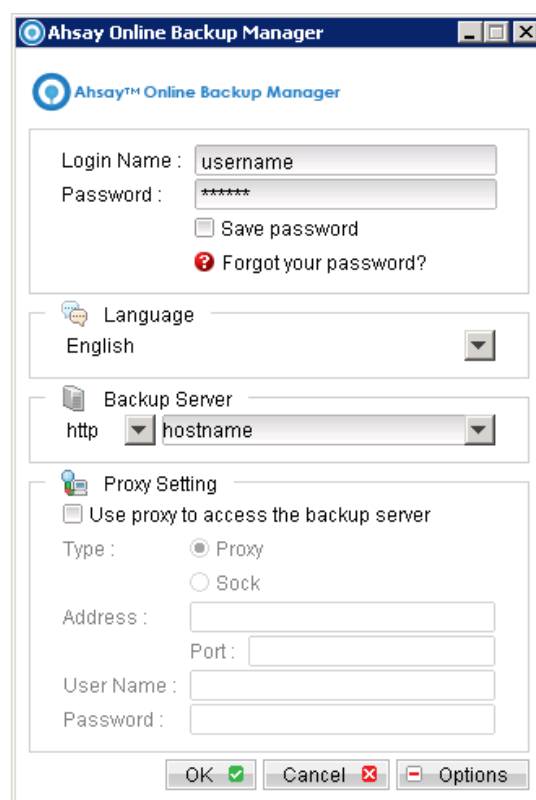 Ahsay Online Backup Manager
Ahsay™ Online Backup Manager
Login Name : username
Password : ******
Save password
Forgot your password?
Language
English
Backup Server
http hostname
Proxy Setting
Use proxy to access the backup server
Type : Proxy
Sock
Address :
Port :
User Name :
Password :
OK Cancel Options